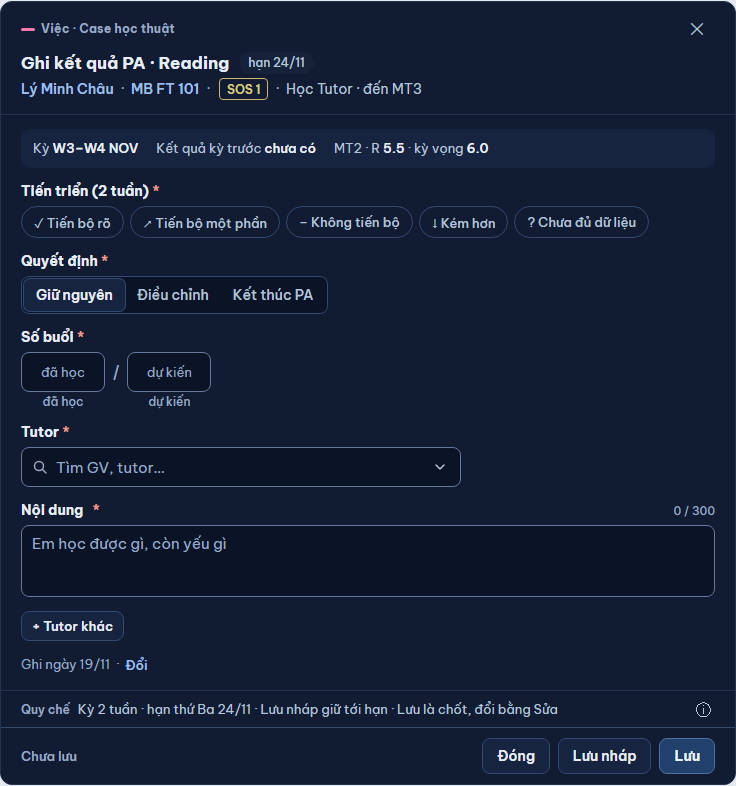 Việc · Case học thuật
Ghi kết quả PA · Reading hạn 24/11
Lý Minh Châu · MB FT 101 · SOS 1 · Học Tutor · đến MT3
Kỳ W3–W4 NOV Kết quả kỳ trước chưa có MT2 · R 5.5 · kỳ vọng 6.0
Tiến triển (2 tuần) *
✓ Tiến bộ rõ ↗ Tiến bộ một phần – Không tiến bộ ↓ Kém hơn ? Chưa đủ dữ liệu
Quyết định *
Giữ nguyên Điều chỉnh Kết thúc PA
Số buổi *
đã học / dự kiến
đã học dự kiến
Tutor *
Tìm GV, tutor...
Nội dung * 0 / 300
Em học được gì, còn yếu gì
+ Tutor khác
Ghi ngày 19/11 · Đổi
Quy chế Kỳ 2 tuần · hạn thứ Ba 24/11 · Lưu nháp giữ tới hạn · Lưu là chốt, đổi bằng Sửa
Chưa lưu Đóng Lưu nháp Lưu